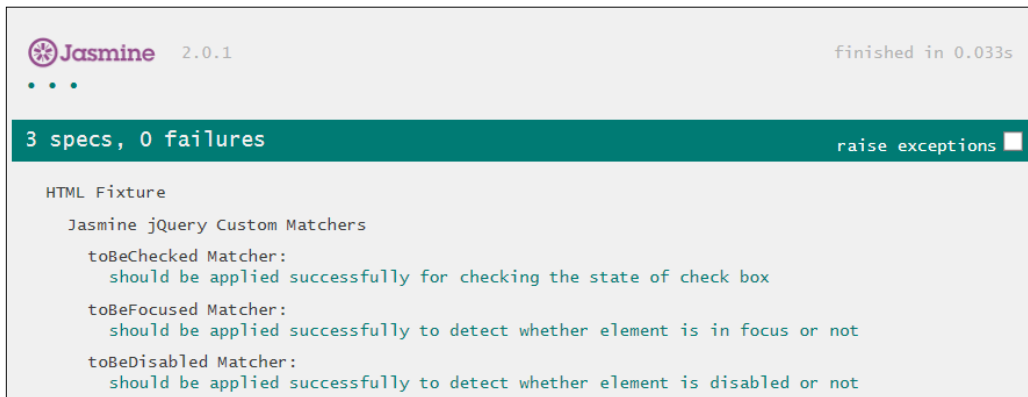 Jasmine 2.0.1 finished in 0.033s
3 specs, 0 failures raise exceptions
HTML Fixture
Jasmine jQuery Custom Matchers
toBeChecked Matcher:
should be applied successfully for checking the state of check box
toBeFocused Matcher:
should be applied successfully to detect whether element is in focus or not
toBeDisabled Matcher:
should be applied successfully to detect whether element is disabled or not